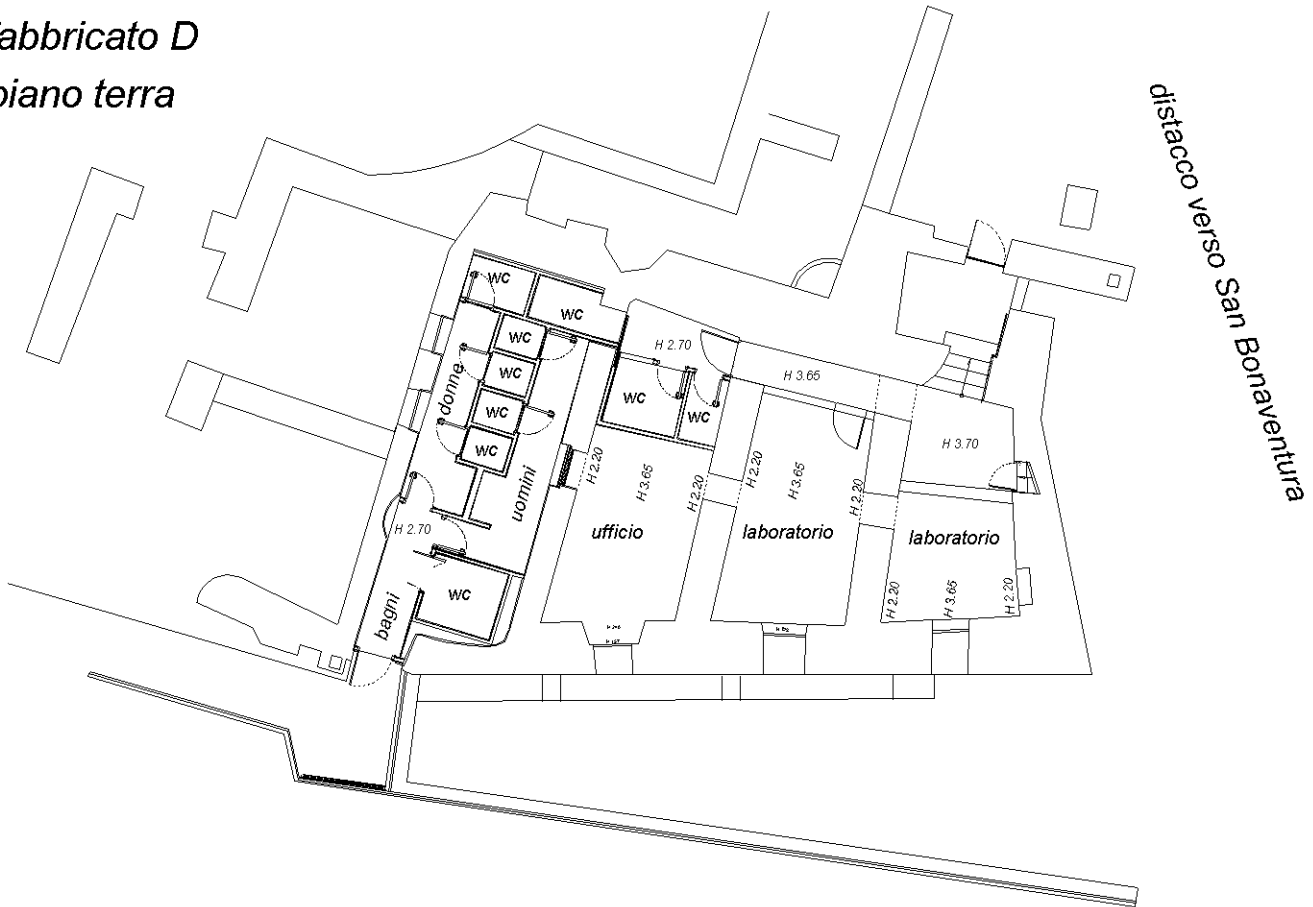 abbricato D
piano terra
distacco verso San Bonaventura
WC
WC
WC
WC
WC
WC
donne
uomini
H 2.70
bagni
WC
H 2.70
WC
WC
H 3.65
H 2.20
H 3.65
H 2.20
ufficio
H 2.20
H 3.65
H 2.20
laboratorio
H 3.70
laboratorio
H 2.20
H 3.65
H 2.20